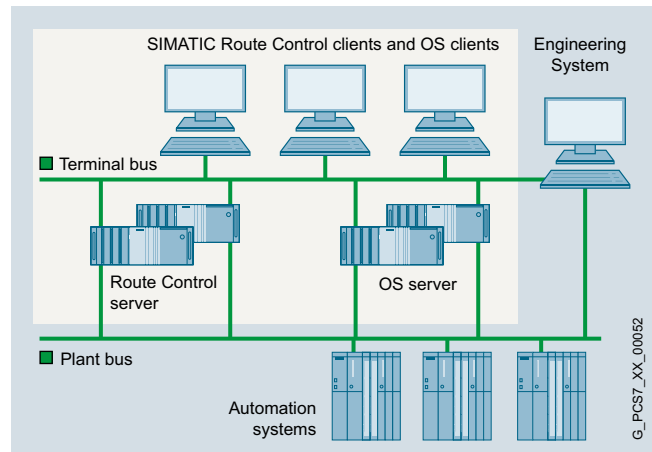 SIMATIC Route Control clients and OS clients
Engineering
System
Terminal bus
Route Control
server
OS server
Plant bus
Automation
systems
G_PCS7_XX_00052